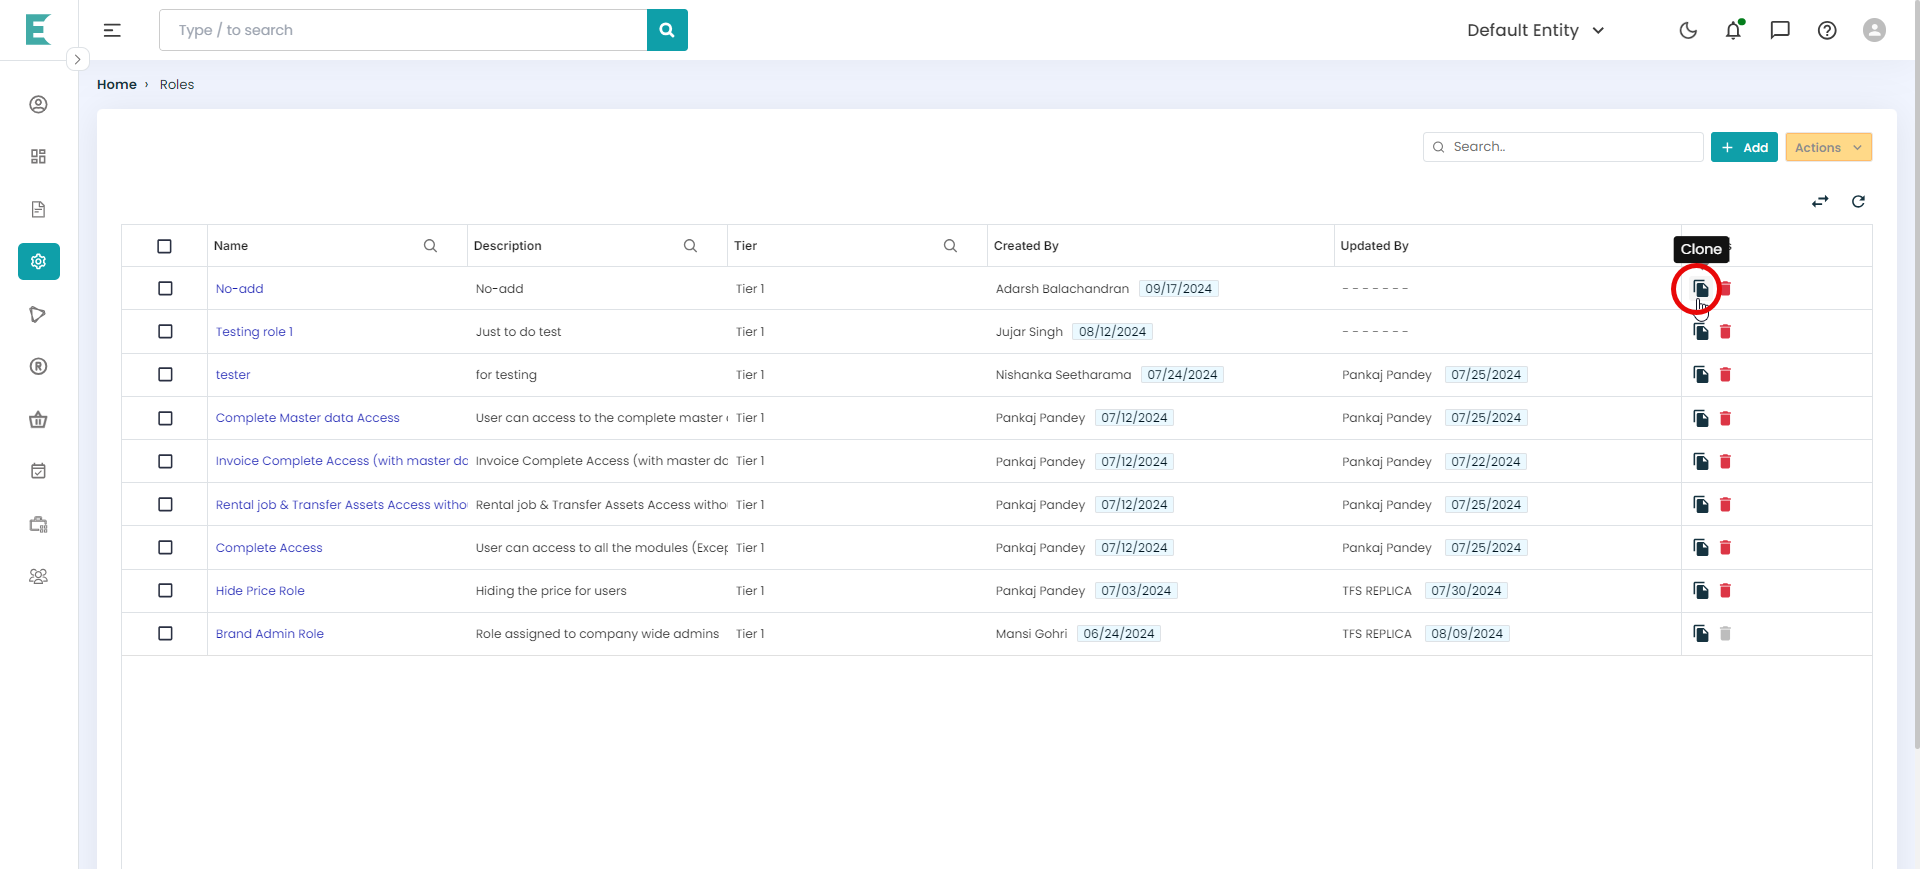 Type / to search
Default Entity
Home › Roles
Search..
+ Add
Actions
Name Description Tier Created By Updated By
Clone
No-add No-add Tier 1 Adarsh Balachandran 09/17/2024 - - - - - - -
Testing role 1 Just to do test Tier 1 Jujar Singh 08/12/2024 - - - - - - -
tester for testing Tier 1 Nishanka Seetharama 07/24/2024 Pankaj Pandey 07/25/2024
Complete Master data Access User can access to the complete master Tier 1 Pankaj Pandey 07/12/2024 Pankaj Pandey 07/25/2024
Invoice Complete Access (with master da Invoice Complete Access (with master da Tier 1 Pankaj Pandey 07/12/2024 Pankaj Pandey 07/22/2024
Rental job & Transfer Assets Access witho Rental job & Transfer Assets Access witho Tier 1 Pankaj Pandey 07/12/2024 Pankaj Pandey 07/25/2024
Complete Access User can access to all the modules (Excep Tier 1 Pankaj Pandey 07/12/2024 Pankaj Pandey 07/25/2024
Hide Price Role Hiding the price for users Tier 1 Pankaj Pandey 07/03/2024 TFS REPLICA 07/30/2024
Brand Admin Role Role assigned to company wide admins Tier 1 Mansi Gohri 06/24/2024 TFS REPLICA 08/09/2024